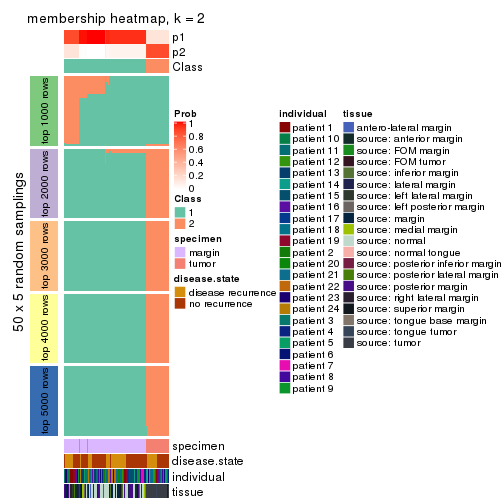 membership heatmap, k = 2
p1
p2
Class
50 x 5 random samplings
top 1000 rows
top 2000 rows
top 3000 rows
top 4000 rows
top 5000 rows
specimen
disease.state
individual
tissue
Prob
1
0.8
0.6
0.4
0.2
0
Class
1
2
specimen
margin
tumor
disease.state
disease recurrence
no recurrence
individual
patient 1
patient 10
patient 11
patient 12
patient 13
patient 14
patient 15
patient 16
patient 17
patient 18
patient 19
patient 2
patient 20
patient 21
patient 22
patient 23
patient 24
patient 3
patient 4
patient 5
patient 6
patient 7
patient 8
patient 9
tissue
antero-lateral margin
source: anterior margin
source: FOM margin
source: FOM tumor
source: inferior margin
source: lateral margin
source: left lateral margin
source: left posterior margin
source: margin
source: medial margin
source: normal
source: normal tongue
source: posterior inferior margin
source: posterior lateral margin
source: posterior margin
source: right lateral margin
source: superior margin
source: tongue base margin
source: tongue tumor
source: tumor